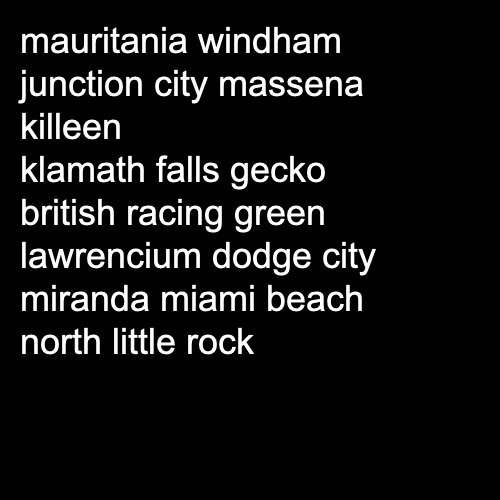 mauritania windham
junction city massena
killeen
klamath falls gecko
british racing green
lawrencium dodge city
miranda miami beach
north little rock